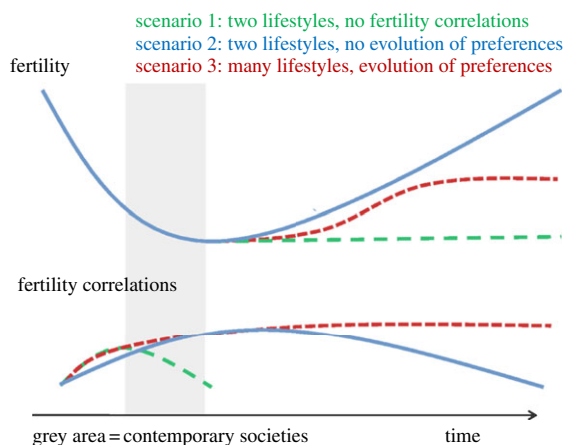 scenario 1: two lifestyles, no fertility correlations
scenario 2: two lifestyles, no evolution of preferences
fertility
scenario 3: many lifestyles, evolution of preferences
fertility correlations
grey area = contemporary societies
time